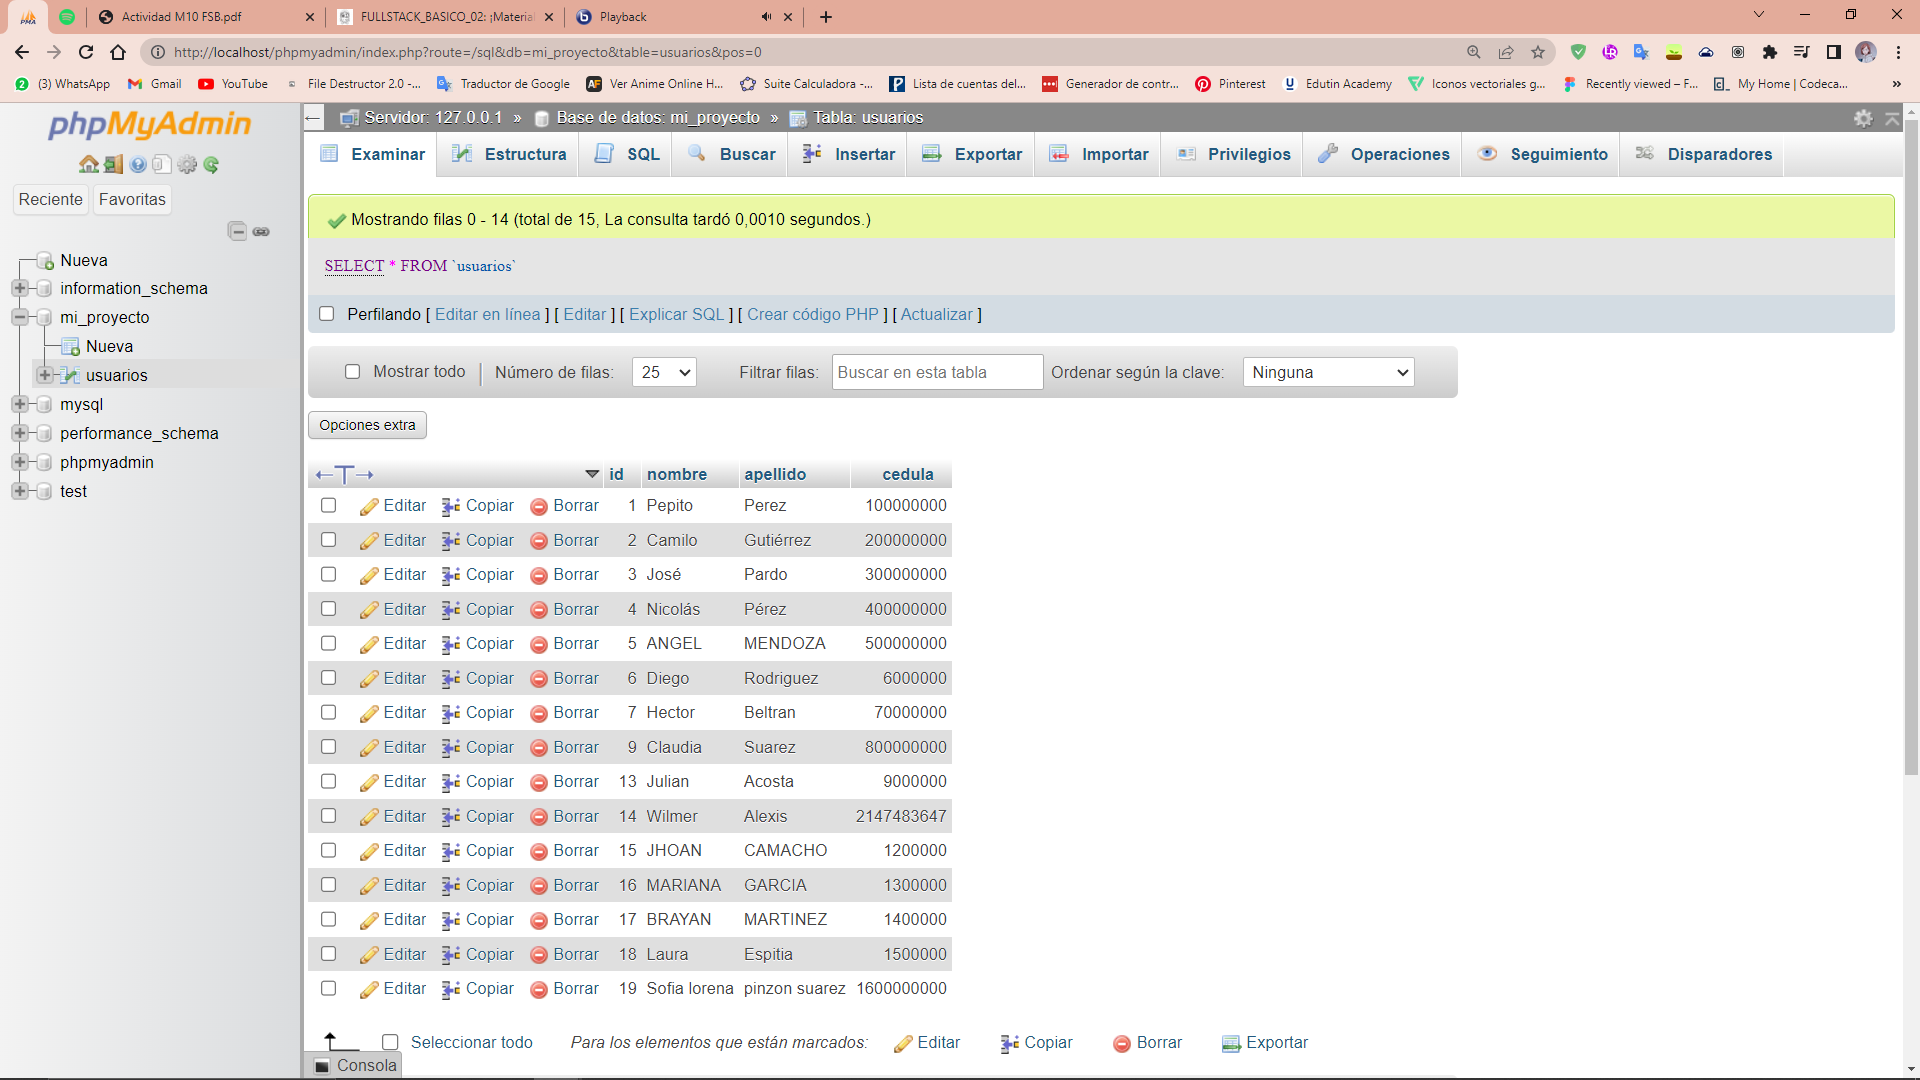 PMA
Actividad M10 FSB.pdf
FULLSTACK_BASICO_02: ¡Material
Playback
http://localhost/phpmyadmin/index.php?route=/sql&db=mi_proyecto&table=usuarios&pos=0
(3) WhatsApp
Gmail
YouTube
File Destructor 2.0 -...
Traductor de Google
Ver Anime Online H...
Suite Calculadora -...
Lista de cuentas del...
Generador de contr...
Pinterest
Edutin Academy
Iconos vectoriales g...
Recently viewed – F...
My Home | Codeca...
phpMyAdmin
Reciente
Favoritas
Nueva
information_schema
mi_proyecto
Nueva
usuarios
mysql
performance_schema
phpmyadmin
test
Servidor: 127.0.0.1 » Base de datos: mi_proyecto » Tabla: usuarios
Examinar Estructura SQL Buscar Insertar Exportar Importar Privilegios Operaciones Seguimiento Disparadores
Mostrando filas 0 - 14 (total de 15, La consulta tardó 0,0010 segundos.)
SELECT * FROM `usuarios`
Perfilando [ Editar en línea ] [ Editar ] [ Explicar SQL ] [ Crear código PHP ] [ Actualizar ]
Mostrar todo Número de filas: 25 Filtrar filas: Buscar en esta tabla Ordenar según la clave: Ninguna
Opciones extra
←T→ id nombre apellido cedula
Editar Copiar Borrar 1 Pepito Perez 100000000
Editar Copiar Borrar 2 Camilo Gutiérrez 200000000
Editar Copiar Borrar 3 José Pardo 300000000
Editar Copiar Borrar 4 Nicolás Pérez 400000000
Editar Copiar Borrar 5 ANGEL MENDOZA 500000000
Editar Copiar Borrar 6 Diego Rodriguez 6000000
Editar Copiar Borrar 7 Hector Beltran 70000000
Editar Copiar Borrar 9 Claudia Suarez 800000000
Editar Copiar Borrar 13 Julian Acosta 9000000
Editar Copiar Borrar 14 Wilmer Alexis 2147483647
Editar Copiar Borrar 15 JHOAN CAMACHO 1200000
Editar Copiar Borrar 16 MARIANA GARCIA 1300000
Editar Copiar Borrar 17 BRAYAN MARTINEZ 1400000
Editar Copiar Borrar 18 Laura Espitia 1500000
Editar Copiar Borrar 19 Sofia lorena pinzon suarez 1600000000
Seleccionar todo Para los elementos que están marcados: Editar Copiar Borrar Exportar
Consola